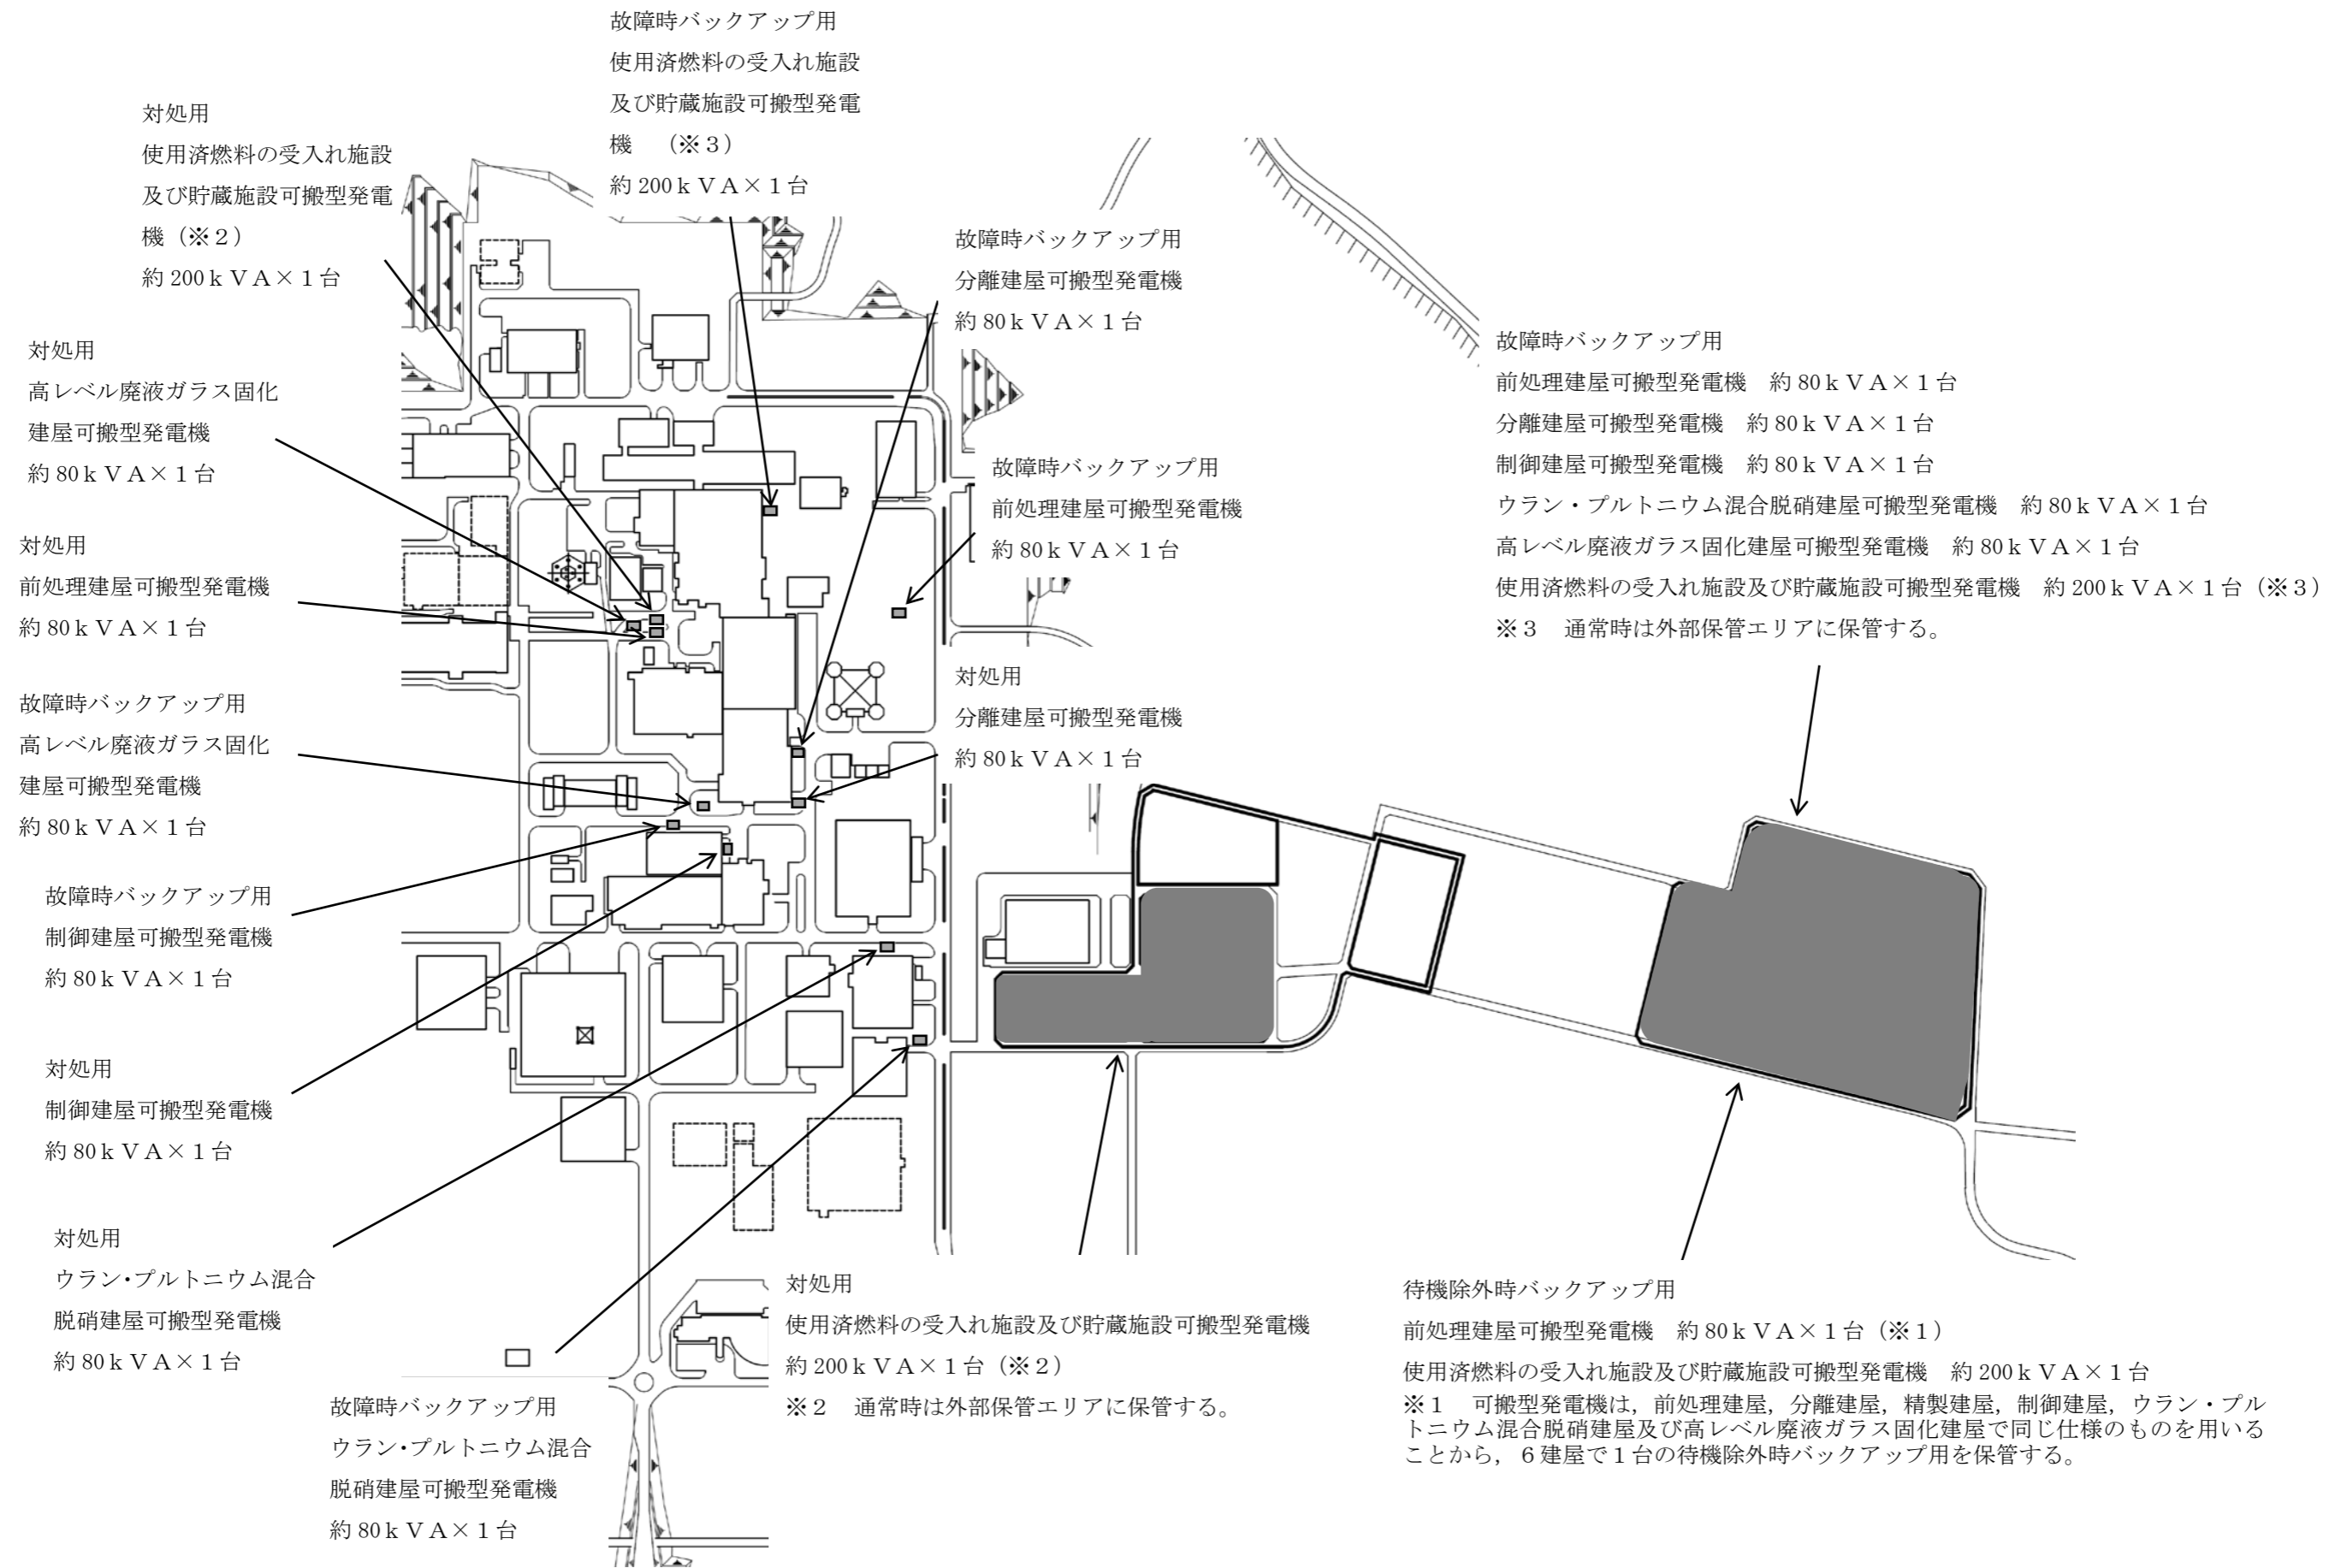 故障時バックアップ用
使用済燃料の受入れ施設
及び貯蔵施設可搬型発電
機　（※３）
約 200ｋＶＡ×１台
対処用
使用済燃料の受入れ施設
及び貯蔵施設可搬型発電
機（※２）
約 200ｋＶＡ×１台
故障時バックアップ用
分離建屋可搬型発電機
約 80ｋＶＡ×１台
対処用
高レベル廃液ガラス固化
建屋可搬型発電機
約 80ｋＶＡ×１台
故障時バックアップ用
前処理建屋可搬型発電機　約 80ｋＶＡ×１台
分離建屋可搬型発電機　約 80ｋＶＡ×１台
制御建屋可搬型発電機　約 80ｋＶＡ×１台
ウラン・プルトニウム混合脱硝建屋可搬型発電機　約 80ｋＶＡ×１台
高レベル廃液ガラス固化建屋可搬型発電機　約 80ｋＶＡ×１台
使用済燃料の受入れ施設及び貯蔵施設可搬型発電機　約 200ｋＶＡ×１台（※３）
※３　通常時は外部保管エリアに保管する。
故障時バックアップ用
前処理建屋可搬型発電機
約 80ｋＶＡ×１台
対処用
前処理建屋可搬型発電機
約 80ｋＶＡ×１台
対処用
分離建屋可搬型発電機
約 80ｋＶＡ×１台
故障時バックアップ用
高レベル廃液ガラス固化
建屋可搬型発電機
約 80ｋＶＡ×１台
故障時バックアップ用
制御建屋可搬型発電機
約 80ｋＶＡ×１台
対処用
制御建屋可搬型発電機
約 80ｋＶＡ×１台
対処用
ウラン・プルトニウム混合
脱硝建屋可搬型発電機
約 80ｋＶＡ×１台
故障時バックアップ用
ウラン・プルトニウム混合
脱硝建屋可搬型発電機
約 80ｋＶＡ×１台
対処用
使用済燃料の受入れ施設及び貯蔵施設可搬型発電機
約 200ｋＶＡ×１台（※２）
※２　通常時は外部保管エリアに保管する。
待機除外時バックアップ用
前処理建屋可搬型発電機　約 80ｋＶＡ×１台（※１）
使用済燃料の受入れ施設及び貯蔵施設可搬型発電機　約 200ｋＶＡ×１台
※１　可搬型発電機は，前処理建屋，分離建屋，精製建屋，制御建屋，ウラン・プル
トニウム混合脱硝建屋及び高レベル廃液ガラス固化建屋で同じ仕様のものを用いる
ことから，６建屋で１台の待機除外時バックアップ用を保管する。